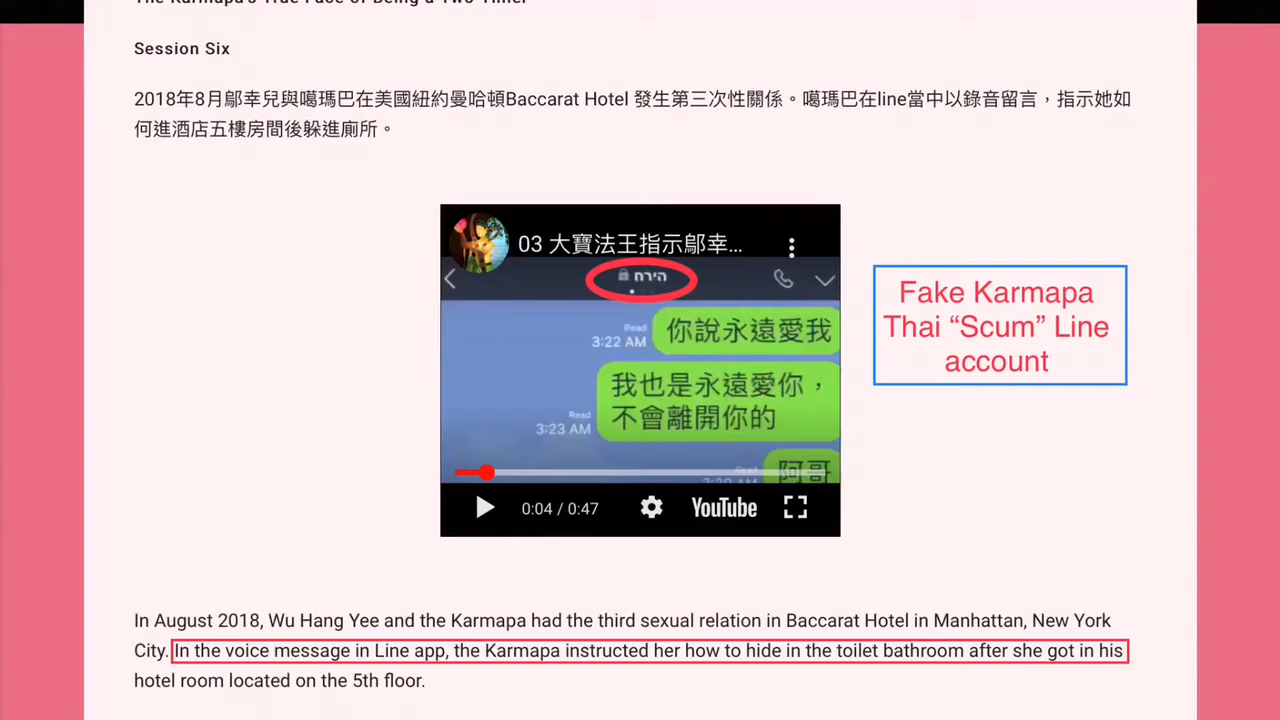 The Karmapa's True Face of Being a Two-Timer
Session Six
2018年8月鄔幸兒與噶瑪巴在美國紐約曼哈頓Baccarat Hotel 發生第三次性關係。噶瑪巴在line當中以錄音留言，指示她如
何進酒店五樓房間後躲進廁所。
03 大寶法王指示鄔幸...
הירח
Read
3:22 AM
你說永遠愛我
我也是永遠愛你，
不會離開你的
Read
3:23 AM
Read
阿哥
0:04 / 0:47
YouTube
Fake Karmapa
Thai “Scum” Line
account
In August 2018, Wu Hang Yee and the Karmapa had the third sexual relation in Baccarat Hotel in Manhattan, New York
City. In the voice message in Line app, the Karmapa instructed her how to hide in the toilet bathroom after she got in his
hotel room located on the 5th floor.